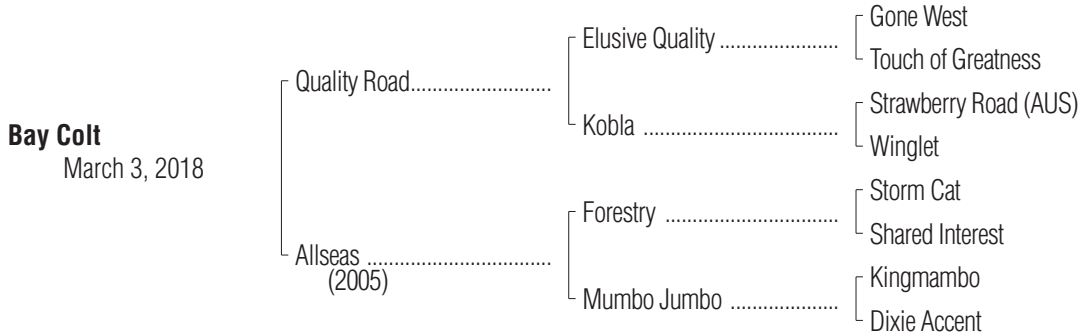 Gone West
Elusive Quality ........................
Touch of Greatness
Quality Road............................
Strawberry Road (AUS)
Kobla .......................................
Winglet
Bay Colt
March 3, 2018
Storm Cat
Forestry ...................................
Shared Interest
Allseas .....................................
(2005)
Kingmambo
Mumbo Jumbo ......................
Dixie Accent